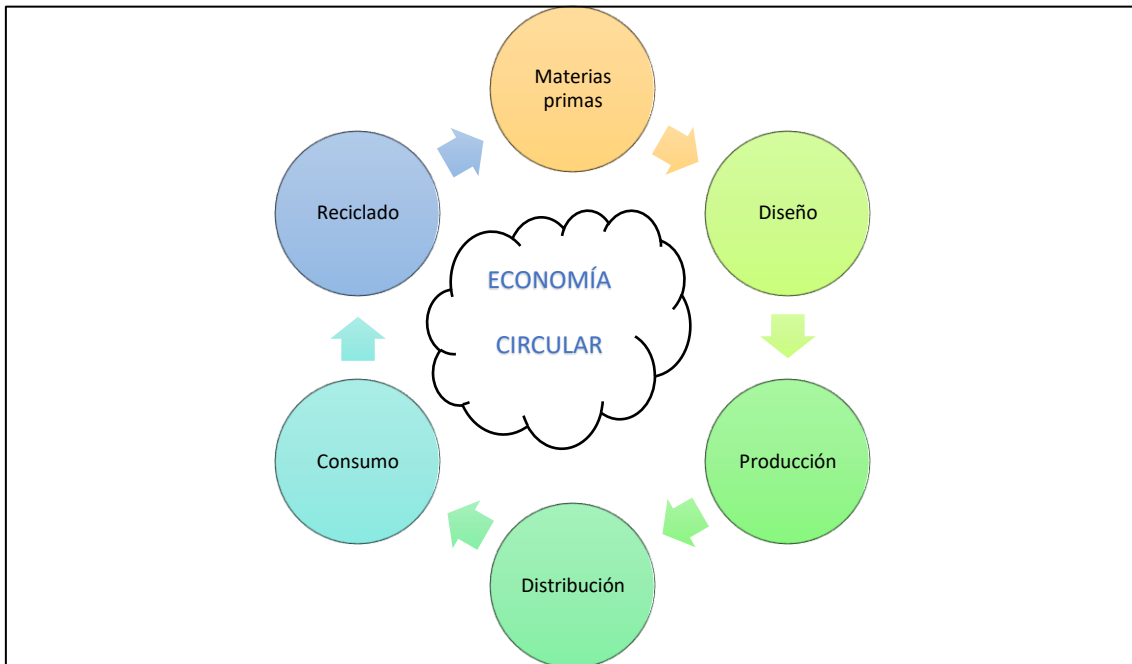 Materias
primas
Reciclado
Diseño
ECONOMÍA
CIRCULAR
Consumo
Producción
Distribución